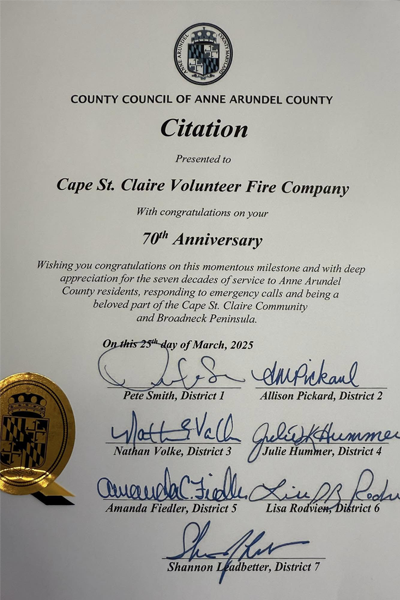 COUNTY COUNCIL OF ANNE ARUNDEL COUNTY
Citation
Presented to
Cape St. Claire Volunteer Fire Company
With congratulations on your
70th Anniversary
Wishing you congratulations on this momentous milestone and with deep
appreciation for the seven decades of service to Anne Arundel
County residents, responding to emergency calls and being a
beloved part of the Cape St. Claire Community
and Broadneck Peninsula.
On this 25th day of March, 2025
Pete Smith, District 1 Allison Pickard, District 2
Nathan Volke, District 3 Julie Hummer, District 4
Amanda Fiedler, District 5 Lisa Rodvien, District 6
Shannon Leadbetter, District 7